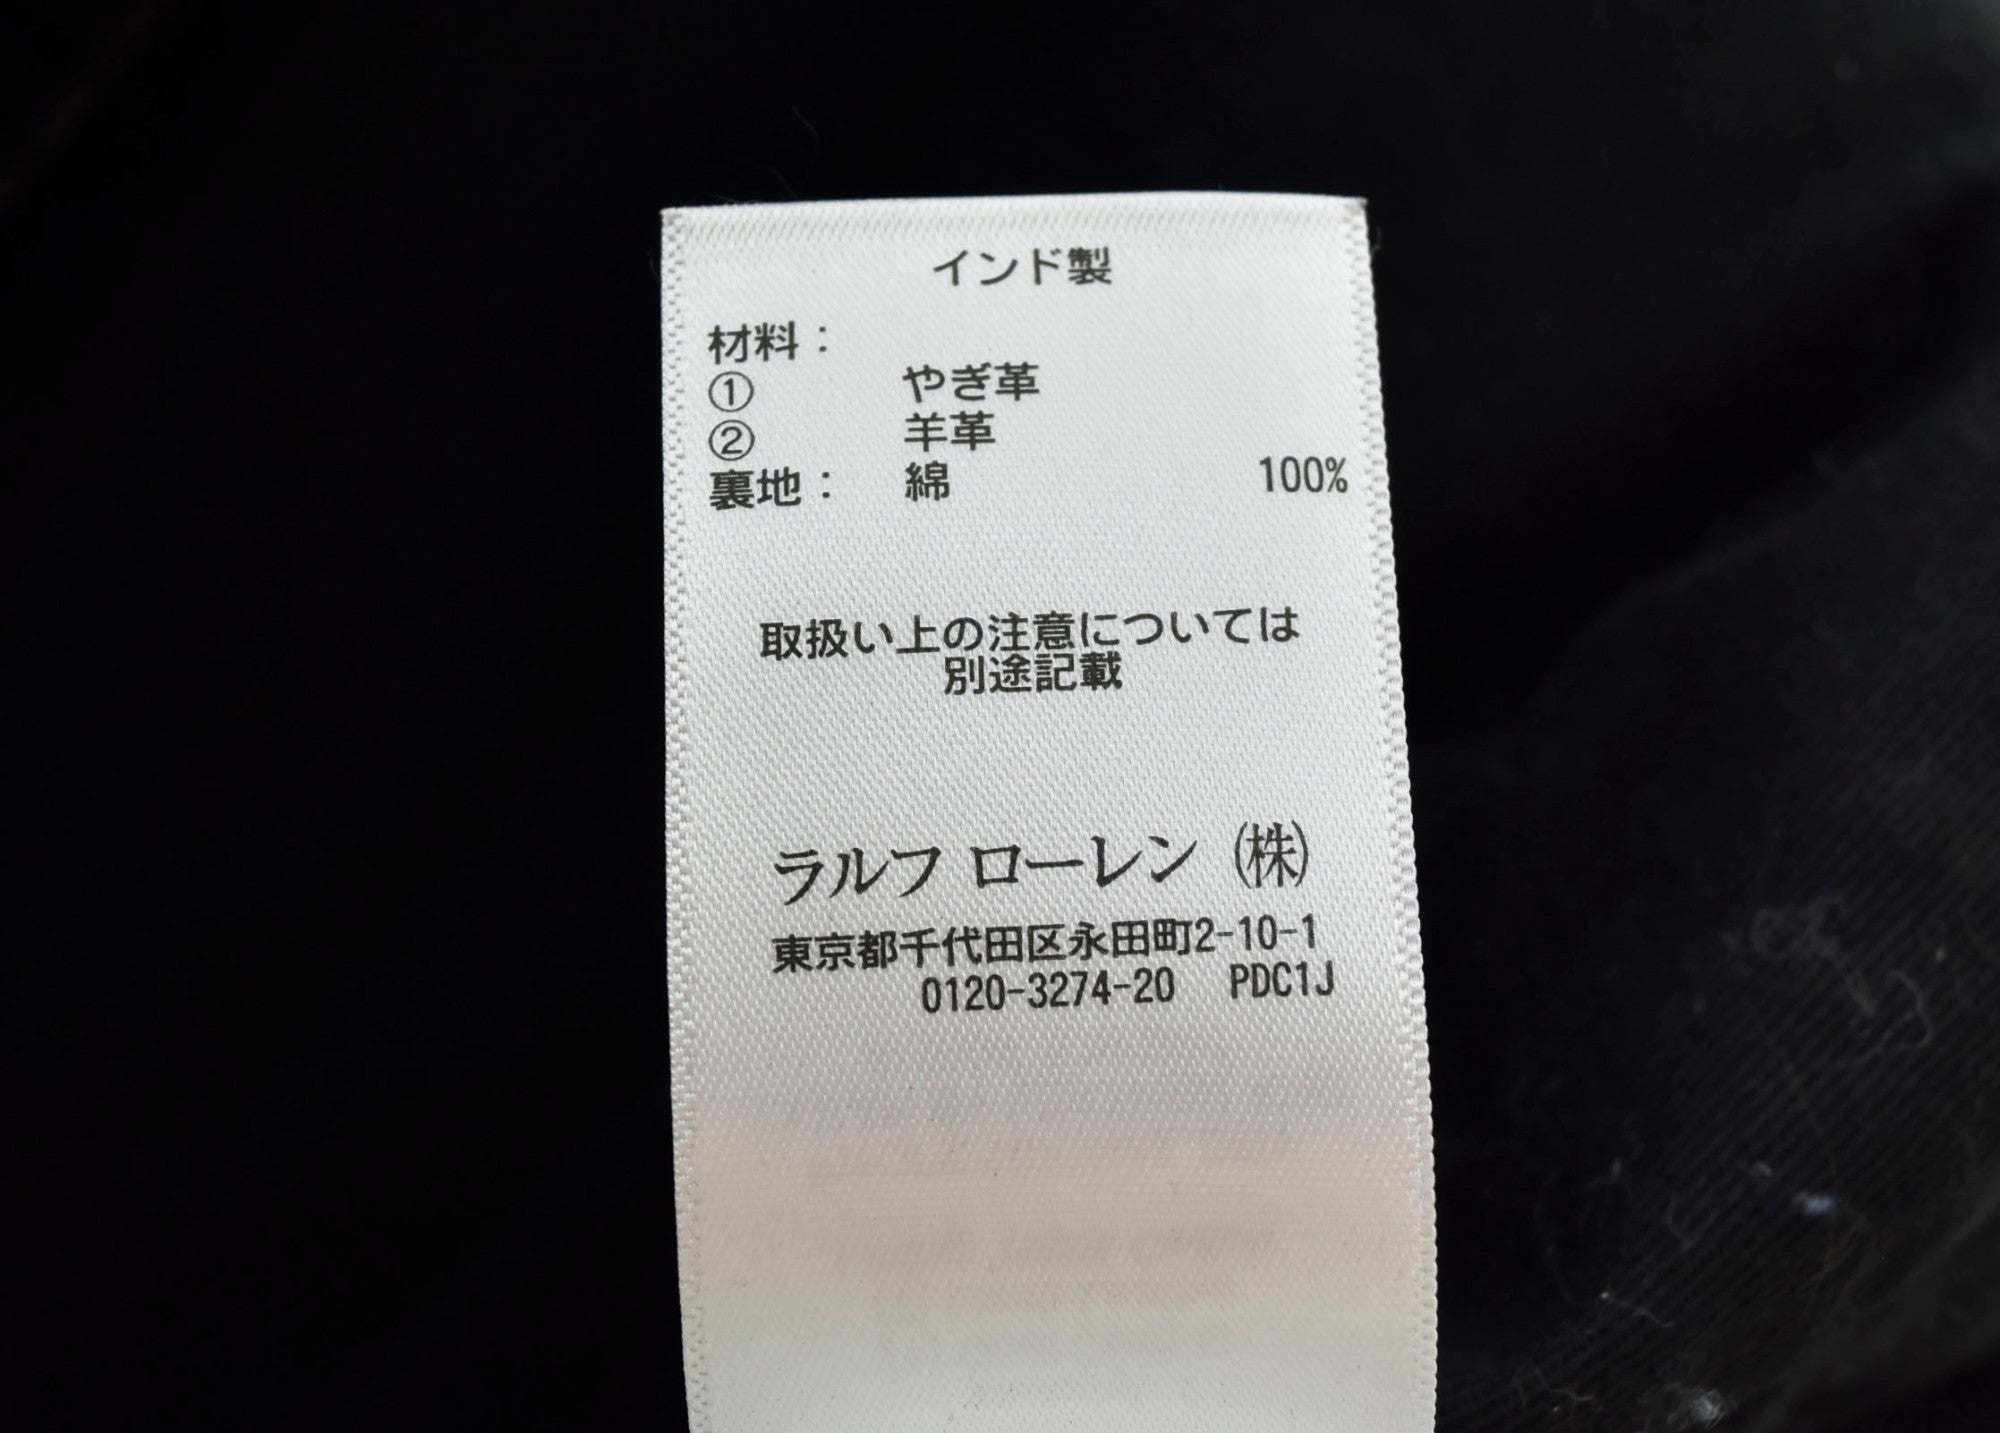 インド製
材料：
① やぎ革
② 羊革
裏地： 綿 100%
取扱い上の注意については
別途記載
ラルフ ローレン (株)
東京都千代田区永田町2-10-1
0120-3274-20 PDC1J